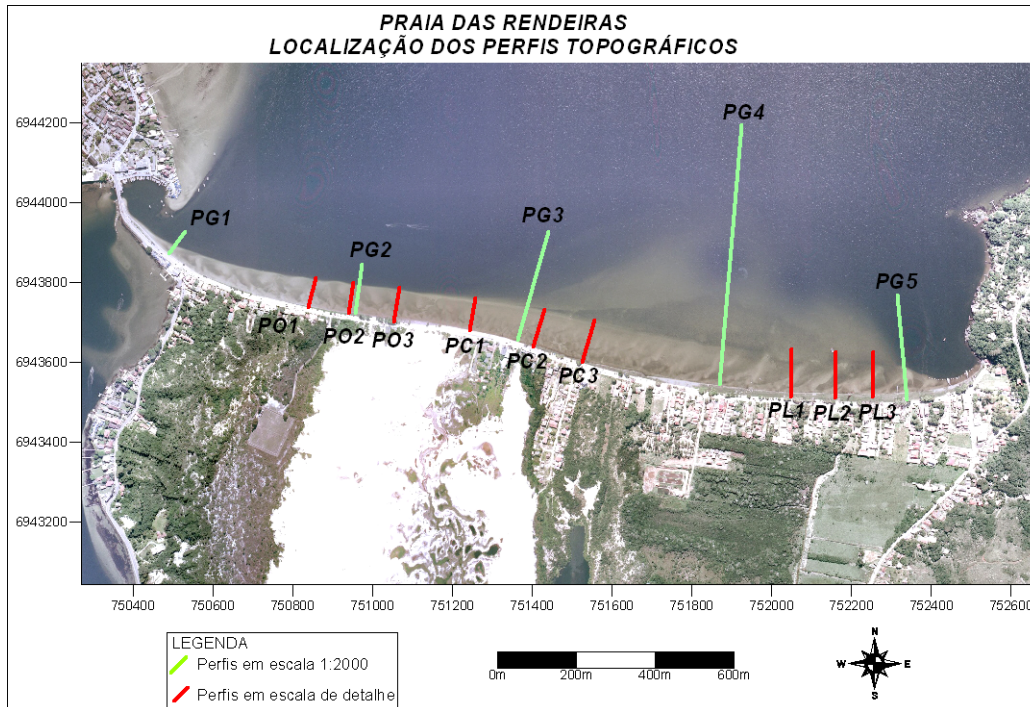 PRAIA DAS RENDEIRAS
LOCALIZAÇÃO DOS PERFIS TOPOGRÁFICOS
6944200
6944000
6943800
6943600
6943400
6943200
PG4
PG1
PG3
PG2
PG5
PO1
PO2
PO3
PC1
PC2
PC3
PL1
PL2
PL3
750400 750600 750800 751000 751200 751400 751600 751800 752000 752200 752400 752600
LEGENDA
Perfis em escala 1:2000
Perfis em escala de detalhe
0m 200m 400m 600m
N
W E
S